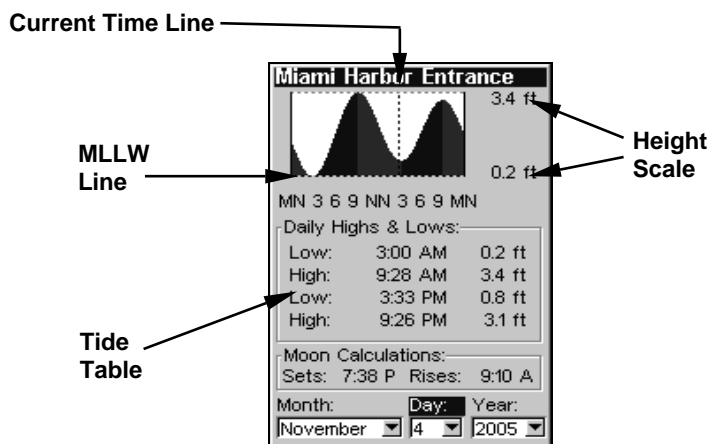 Current Time Line
Miami Harbor Entrance
3.4 ft
MLLW
Line
Height
Scale
0.2 ft
MN 3 6 9 NN 3 6 9 MN
Daily Highs & Lows:
Low: 3:00 AM 0.2 ft
High: 9:28 AM 3.4 ft
Low: 3:33 PM 0.8 ft
High: 9:26 PM 3.1 ft
Tide
Table
Moon Calculations:
Sets: 7:38 P Rises: 9:10 A
Month: Day: Year:
November 4 2005